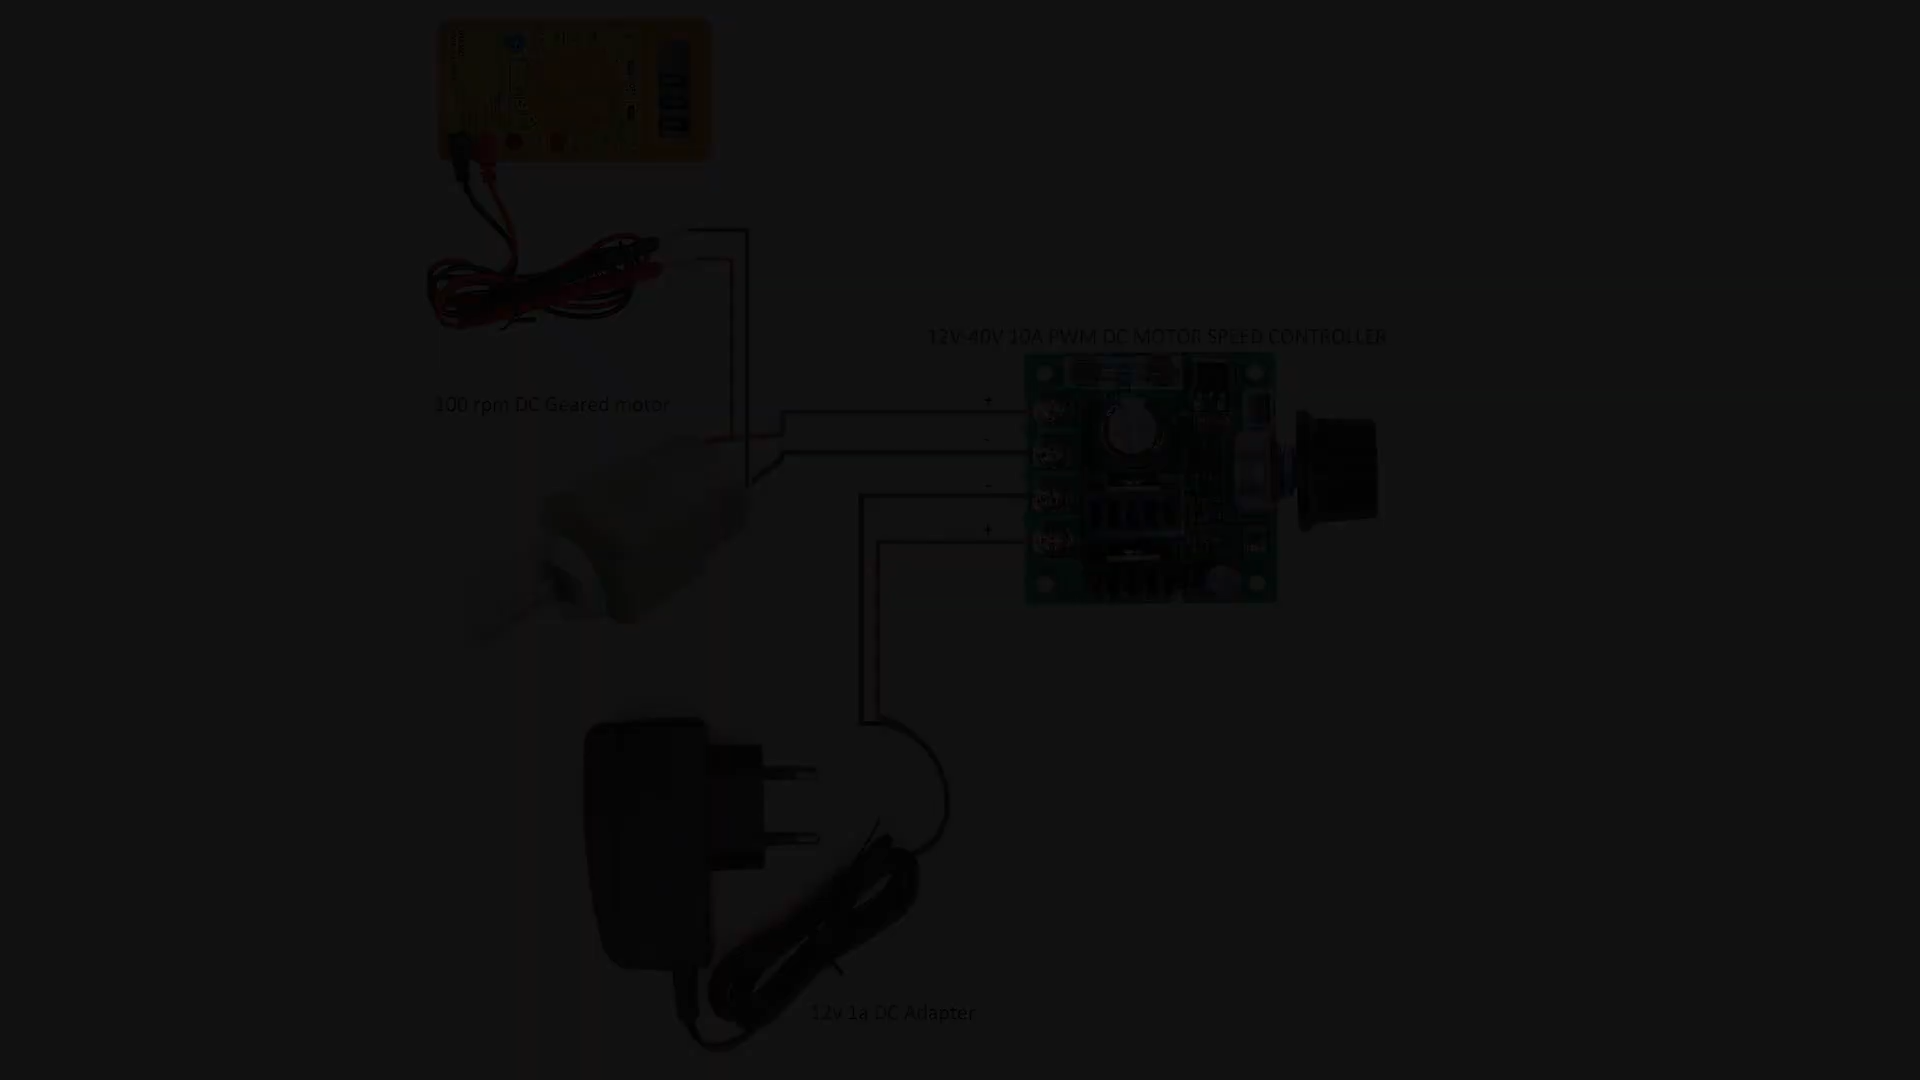 12V-40V 10A PWM DC MOTOR SPEED CONTROLLER
+
100 rpm DC Geared motor
-
-
+
12v 1a DC Adapter